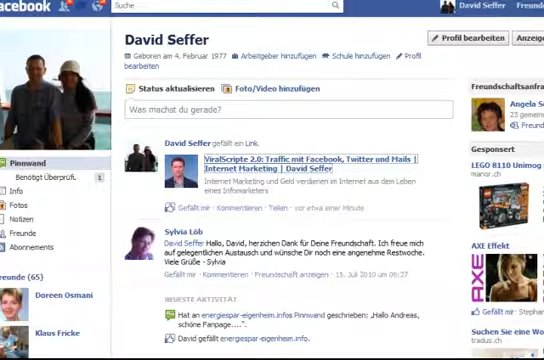 acebook
Suche
David Seffer
Freunde
David Seffer
Profil bearbeiten
Anzeige
Geboren am 4. Februar 1977 Arbeitgeber hinzufügen Schule hinzufügen Profil
bearbeiten
Status aktualisieren Foto/Video hinzufügen
Was machst du gerade?
David Seffer gefällt ein Link.
ViralScripte 2.0: Traffic mit Facebook, Twitter und Mails |
Internet Marketing | David Seffer
Internet Marketing und Geld verdienen im Internet aus dem Leben
eines Infomarketers
Gefällt mir · Kommentieren · Teilen · vor etwa einer Minute
Sylvia Löb
David Seffer Hallo, David, herzichen Dank für Deine Freundschaft. Ich freue mich
auf gelegentlichen Austausch und wünsche Dir noch eine angenehme Restwoche.
Viele Grüße - Sylvia
Gefällt mir · Kommentieren · Freundschaft anzeigen · 15. Juli 2010 um 06:27
NEUESTE AKTIVITÄT
Hat an energiespar-eigenheim.infos Pinnwand geschrieben: „Hallo Andreas,
schöne Fanpage....".
David gefällt energiespar-eigenheim.info.
Pinnwand
Benötigt Überprüfu. 1
Info
Fotos
Notizen
Freunde
Abonnements
reunde (65)
Doreen Osmani
Klaus Fricke
Freundschaftsanfra
Angela S
23 gemein
Freund
Gesponsert
LEGO 8110 Unimog
manor.ch
AXE Effekt
AXE
Gefällt mir · Stephan
Suchen Sie eine Wo
tradus.ch